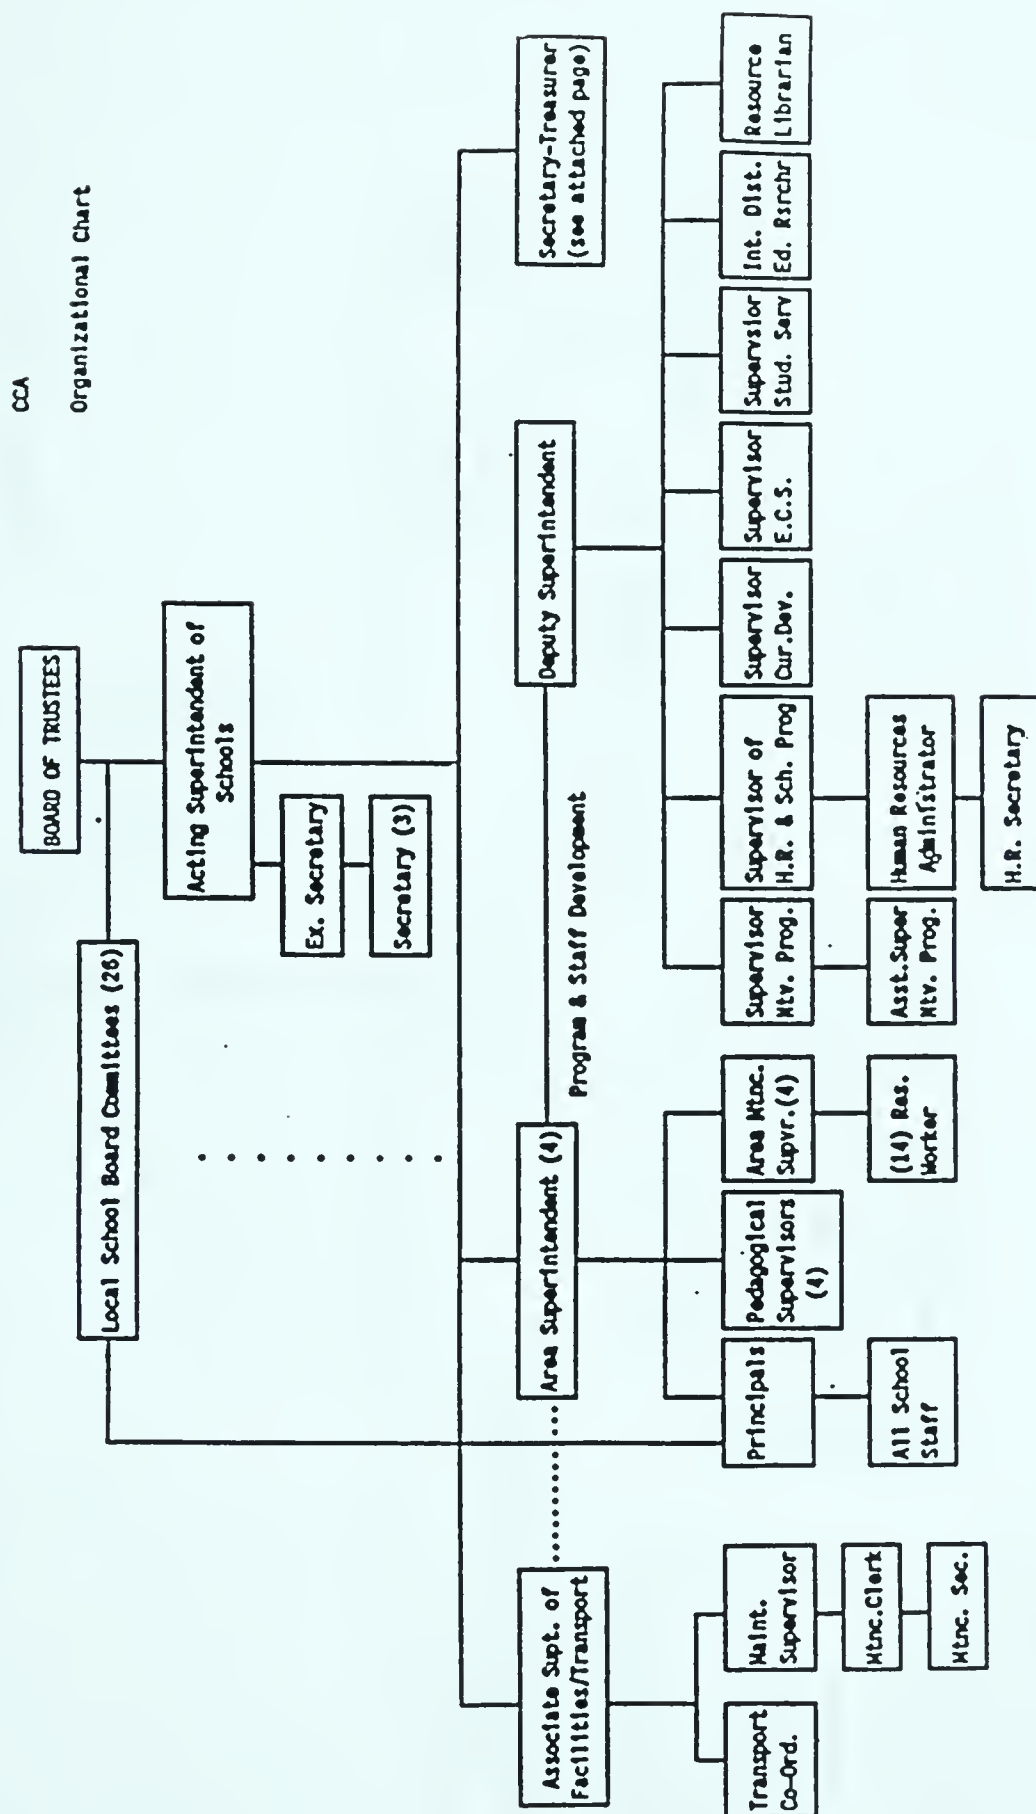 CCA
Organizational Chart
BOARD OF TRUSTEES
Local School Board Committees (26)
Acting Superintendent of
Schools
Ex. Secretary
Secretary (3)
Associate Supt. of
Facilities/Transport
Area Superintendent (4)
Program & Staff Development
Deputy Superintendent
Secretary-Treasurer
(see attached page)
Transport
Co-Ord.
Maint.
Supervisor
Mtnc.Clerk
Mtnc. Sec.
Principals
All School
Staff
Pedagogical
Supervisors
(4)
Area Mtnc.
Supvr.(4)
(14) Res.
Worker
Supervisor
Ntv. Prog.
Asst.Super
Ntv. Prog.
Supervisor of
H.R. & Sch. Prog
Human Resources
Administrator
H.R. Secretary
Supervisor
Cur.Dev.
Supervisor
E.C.S.
Supervsior
Stud. Serv
Int. Dist.
Ed. Rsrchr
Resource
Librarian